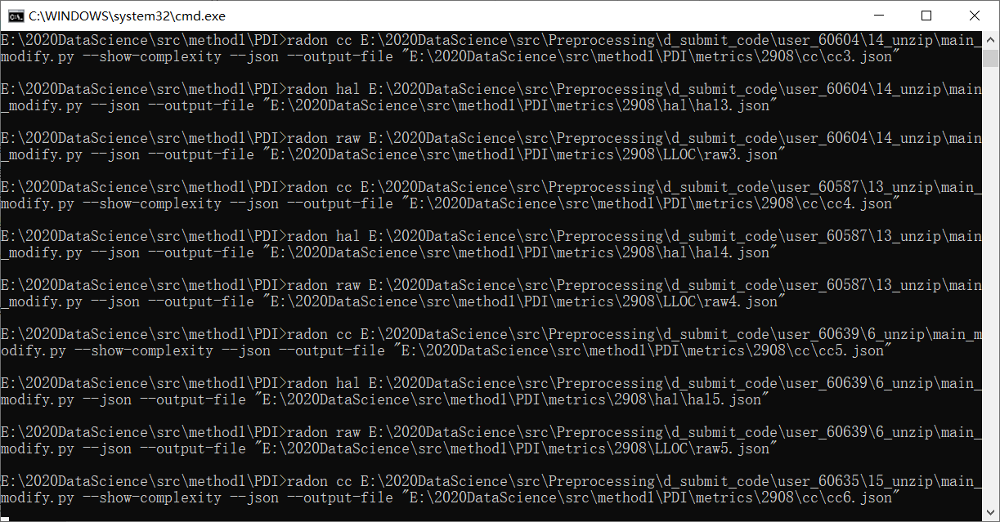 C:\WINDOWS\system32\cmd.exe
E:\2020DataScience\src\method1\PDI>radon cc E:\2020DataScience\src\Preprocessing\d_submit_code\user_60604\14_unzip\main_
modify.py --show-complexity --json --output-file "E:\2020DataScience\src\method1\PDI\metrics\2908\cc\cc3.json"
E:\2020DataScience\src\method1\PDI>radon hal E:\2020DataScience\src\Preprocessing\d_submit_code\user_60604\14_unzip\main
_modify.py --json --output-file "E:\2020DataScience\src\method1\PDI\metrics\2908\hal\hal3.json"
E:\2020DataScience\src\method1\PDI>radon raw E:\2020DataScience\src\Preprocessing\d_submit_code\user_60604\14_unzip\main
_modify.py --json --output-file "E:\2020DataScience\src\method1\PDI\metrics\2908\LLOC\raw3.json"
E:\2020DataScience\src\method1\PDI>radon cc E:\2020DataScience\src\Preprocessing\d_submit_code\user_60587\13_unzip\main_
modify.py --show-complexity --json --output-file "E:\2020DataScience\src\method1\PDI\metrics\2908\cc\cc4.json"
E:\2020DataScience\src\method1\PDI>radon hal E:\2020DataScience\src\Preprocessing\d_submit_code\user_60587\13_unzip\main
_modify.py --json --output-file "E:\2020DataScience\src\method1\PDI\metrics\2908\hal\hal4.json"
E:\2020DataScience\src\method1\PDI>radon raw E:\2020DataScience\src\Preprocessing\d_submit_code\user_60587\13_unzip\main
_modify.py --json --output-file "E:\2020DataScience\src\method1\PDI\metrics\2908\LLOC\raw4.json"
E:\2020DataScience\src\method1\PDI>radon cc E:\2020DataScience\src\Preprocessing\d_submit_code\user_60639\6_unzip\main_m
odify.py --show-complexity --json --output-file "E:\2020DataScience\src\method1\PDI\metrics\2908\cc\cc5.json"
E:\2020DataScience\src\method1\PDI>radon hal E:\2020DataScience\src\Preprocessing\d_submit_code\user_60639\6_unzip\main_
modify.py --json --output-file "E:\2020DataScience\src\method1\PDI\metrics\2908\hal\hal5.json"
E:\2020DataScience\src\method1\PDI>radon raw E:\2020DataScience\src\Preprocessing\d_submit_code\user_60639\6_unzip\main_
modify.py --json --output-file "E:\2020DataScience\src\method1\PDI\metrics\2908\LLOC\raw5.json"
E:\2020DataScience\src\method1\PDI>radon cc E:\2020DataScience\src\Preprocessing\d_submit_code\user_60635\15_unzip\main_
modify.py --show-complexity --json --output-file "E:\2020DataScience\src\method1\PDI\metrics\2908\cc\cc6.json"